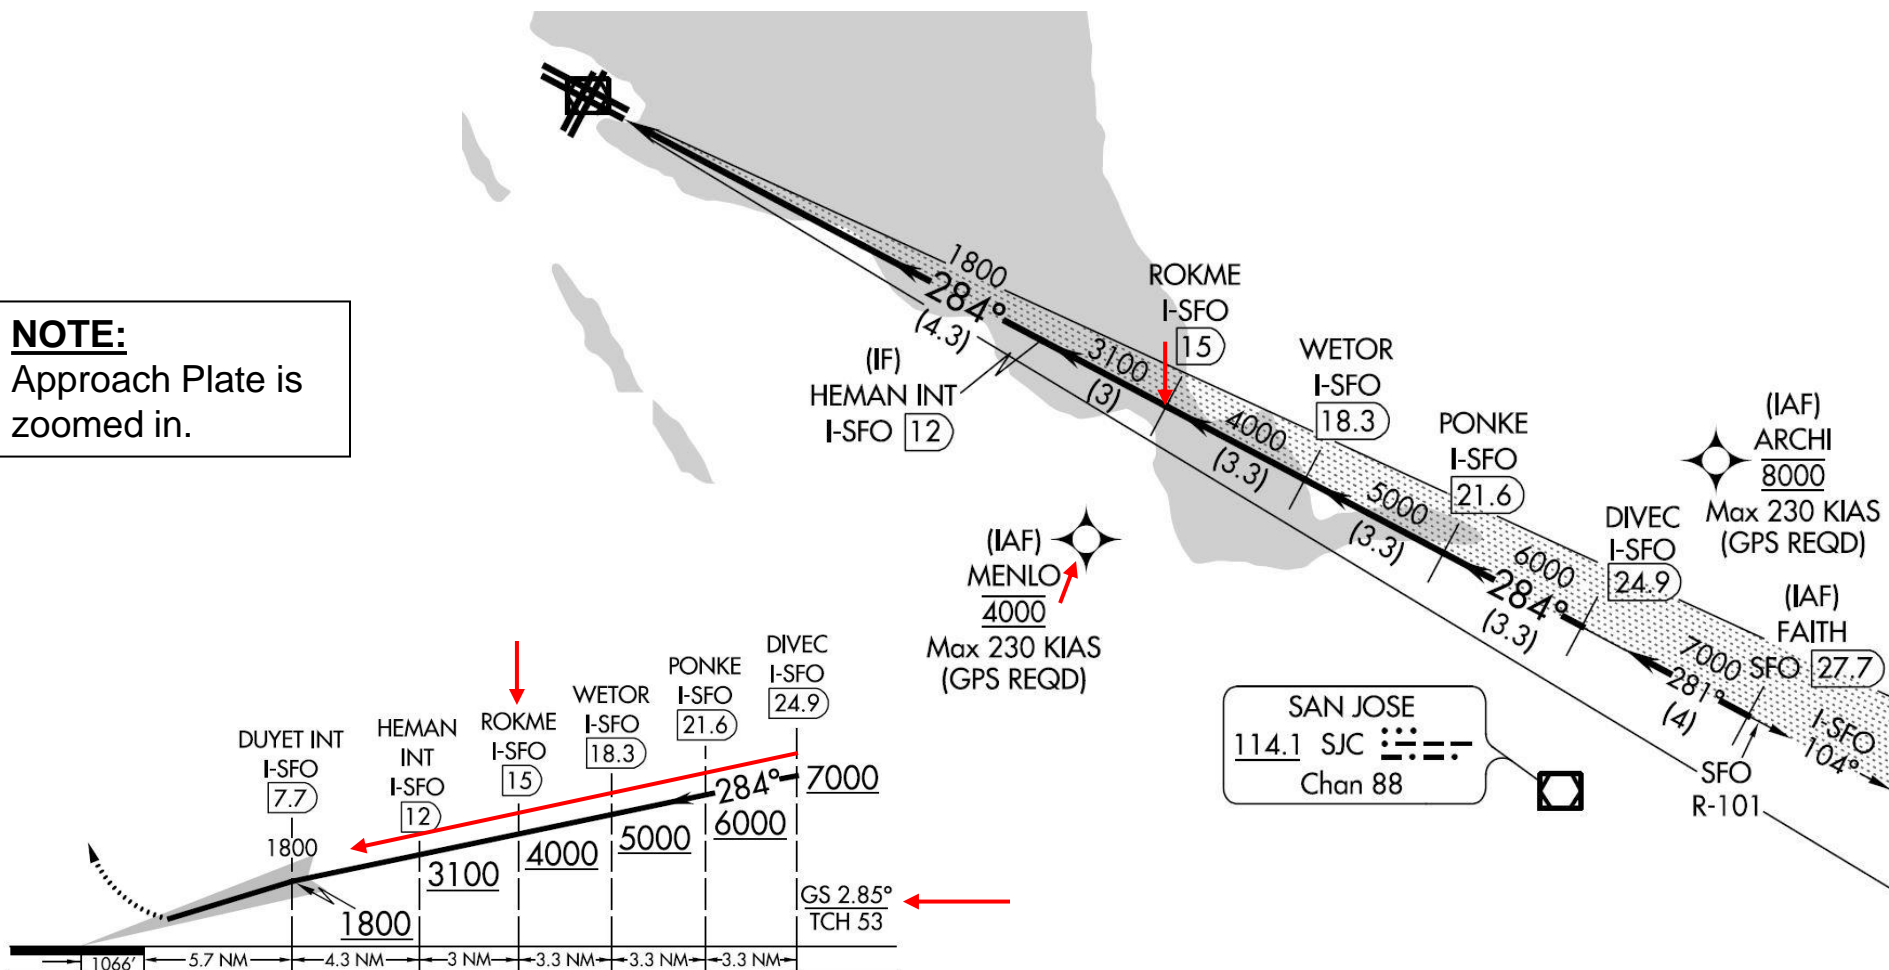 NOTE:
Approach Plate is
zoomed in.
1800
284°
(4.3)
(IF)
HEMAN INT
I-SFO 12
3100
(3)
ROKME
I-SFO
15
4000
(3.3)
WETOR
I-SFO
18.3
5000
(3.3)
PONKE
I-SFO
21.6
6000
284°
(3.3)
DIVEC
I-SFO
24.9
(IAF)
ARCHI
8000
Max 230 KIAS
(GPS REQD)
(IAF)
FAITH
SFO 27.7
7000
281°
(4)
I-SFO
104°
SFO
R-101
(IAF)
MENLO
4000
Max 230 KIAS
(GPS REQD)
SAN JOSE
114.1 SJC
Chan 88
DUYET INT
I-SFO
7.7
1800
HEMAN
INT
I-SFO
12
ROKME
I-SFO
15
WETOR
I-SFO
18.3
PONKE
I-SFO
21.6
DIVEC
I-SFO
24.9
284°
7000
6000
5000
4000
3100
1800
GS 2.85°
TCH 53
1066'
5.7 NM
4.3 NM
3 NM
3.3 NM
3.3 NM
3.3 NM